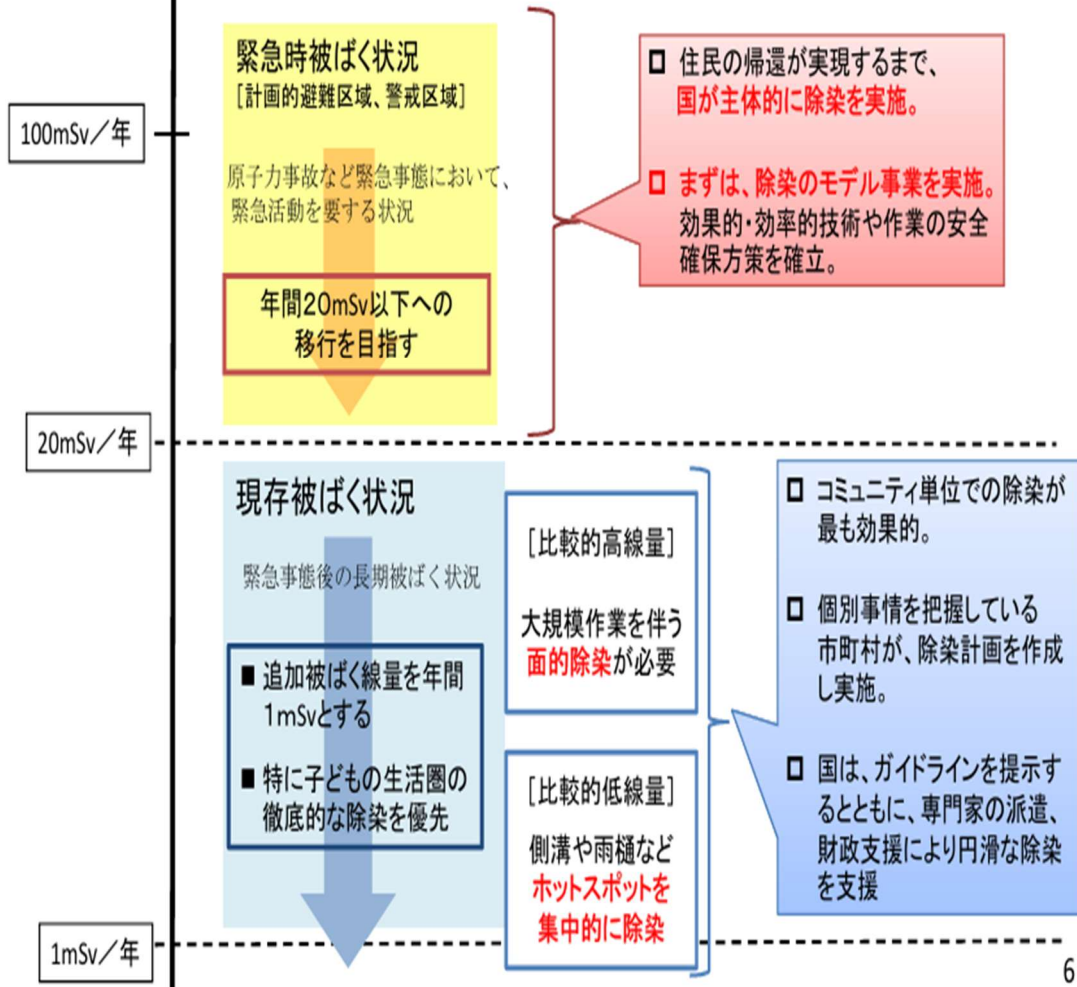 緊急時被ばく状況
[計画的避難区域、警戒区域]
100mSv／年
原子力事故など緊急事態において、
緊急活動を要する状況
年間20mSv以下への
移行を目指す
□ 住民の帰還が実現するまで、
国が主体的に除染を実施。
□ まずは、除染のモデル事業を実施。
効果的・効率的技術や作業の安全
確保方策を確立。
20mSv／年
現存被ばく状況
緊急事態後の長期被ばく状況
■ 追加被ばく線量を年間
1mSvとする
■ 特に子どもの生活圏の
徹底的な除染を優先
[比較的高線量]
大規模作業を伴う
面的除染が必要
[比較的低線量]
側溝や雨樋など
ホットスポットを
集中的に除染
□ コミュニティ単位での除染が
最も効果的。
□ 個別事情を把握している
市町村が、除染計画を作成
し実施。
□ 国は、ガイドラインを提示す
るとともに、専門家の派遣、
財政支援により円滑な除染
を支援
1mSv／年
6